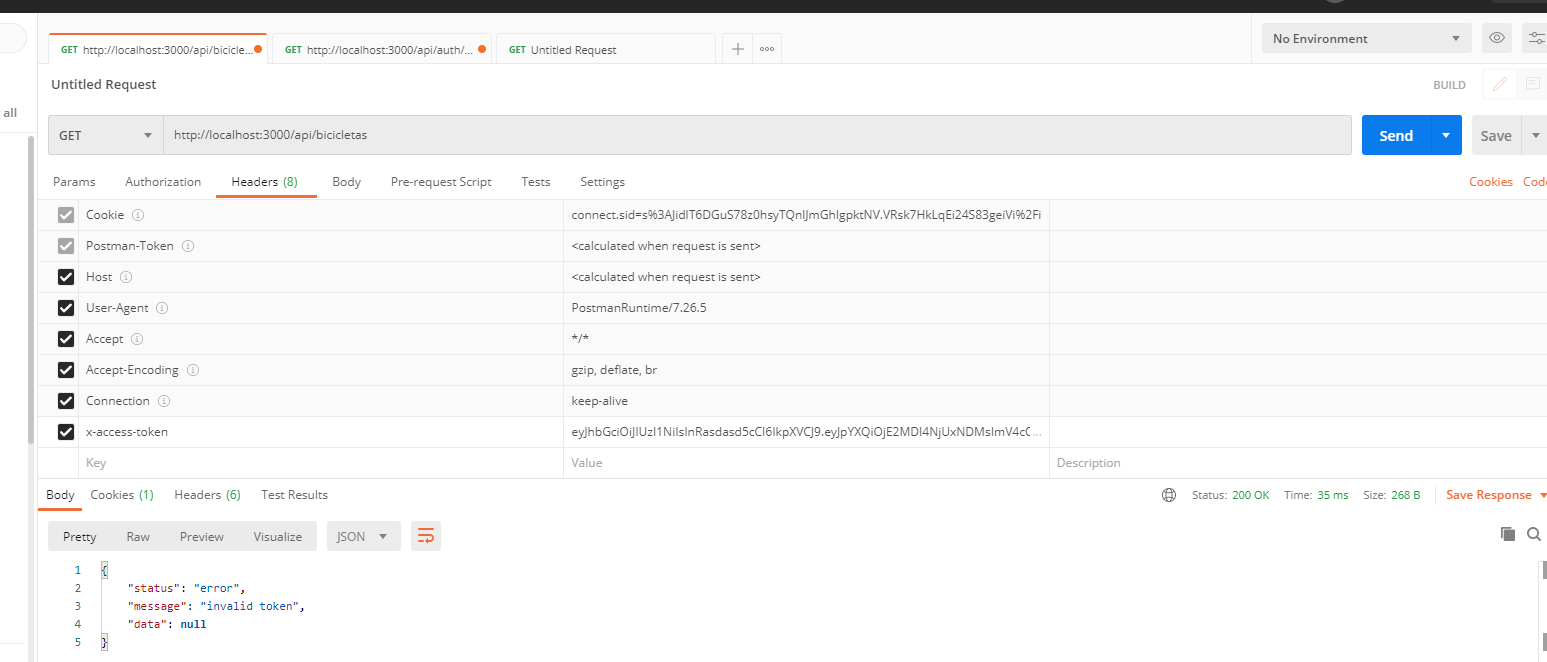 GET http://localhost:3000/api/bicicle...
GET http://localhost:3000/api/auth/...
GET Untitled Request
No Environment
Untitled Request
BUILD
all
GET
http://localhost:3000/api/bicicletas
Send
Save
Params
Authorization
Headers (8)
Body
Pre-request Script
Tests
Settings
Cookies
Code
Cookie
connect.sid=s%3AJidIT6DGuS78z0hsyTQnlJmGhIgpktNV.VRsk7HkLqEi24S83geiVi%2Fi
Postman-Token
<calculated when request is sent>
Host
<calculated when request is sent>
User-Agent
PostmanRuntime/7.26.5
Accept
*/*
Accept-Encoding
gzip, deflate, br
Connection
keep-alive
x-access-token
eyJhbGciOiJIUzI1NiIsInRasdasd5cCI6IkpXVCJ9.eyJpYXQiOjE2MDI4NjUxNDMsImV4cC...
Key
Value
Description
Body
Cookies (1)
Headers (6)
Test Results
Status: 200 OK
Time: 35 ms
Size: 268 B
Save Response
Pretty
Raw
Preview
Visualize
JSON
1 {
2 "status": "error",
3 "message": "invalid token",
4 "data": null
5 }